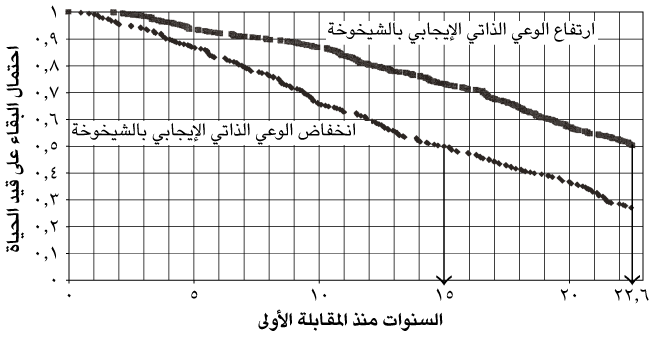 احتمال البقاء على قيد الحياة
١
٠,٩
٠,٨
٠,٧
٠,٦
٠,٥
٠,٤
٠,٣
٠,٢
٠,١
٠
ارتفاع الوعي الذاتي الإيجابي بالشيخوخة
انخفاض الوعي الذاتي الإيجابي بالشيخوخة
٠ ٥ ١٠ ١٥ ٢٠ ٢٢,٦
السنوات منذ المقابلة الأولى